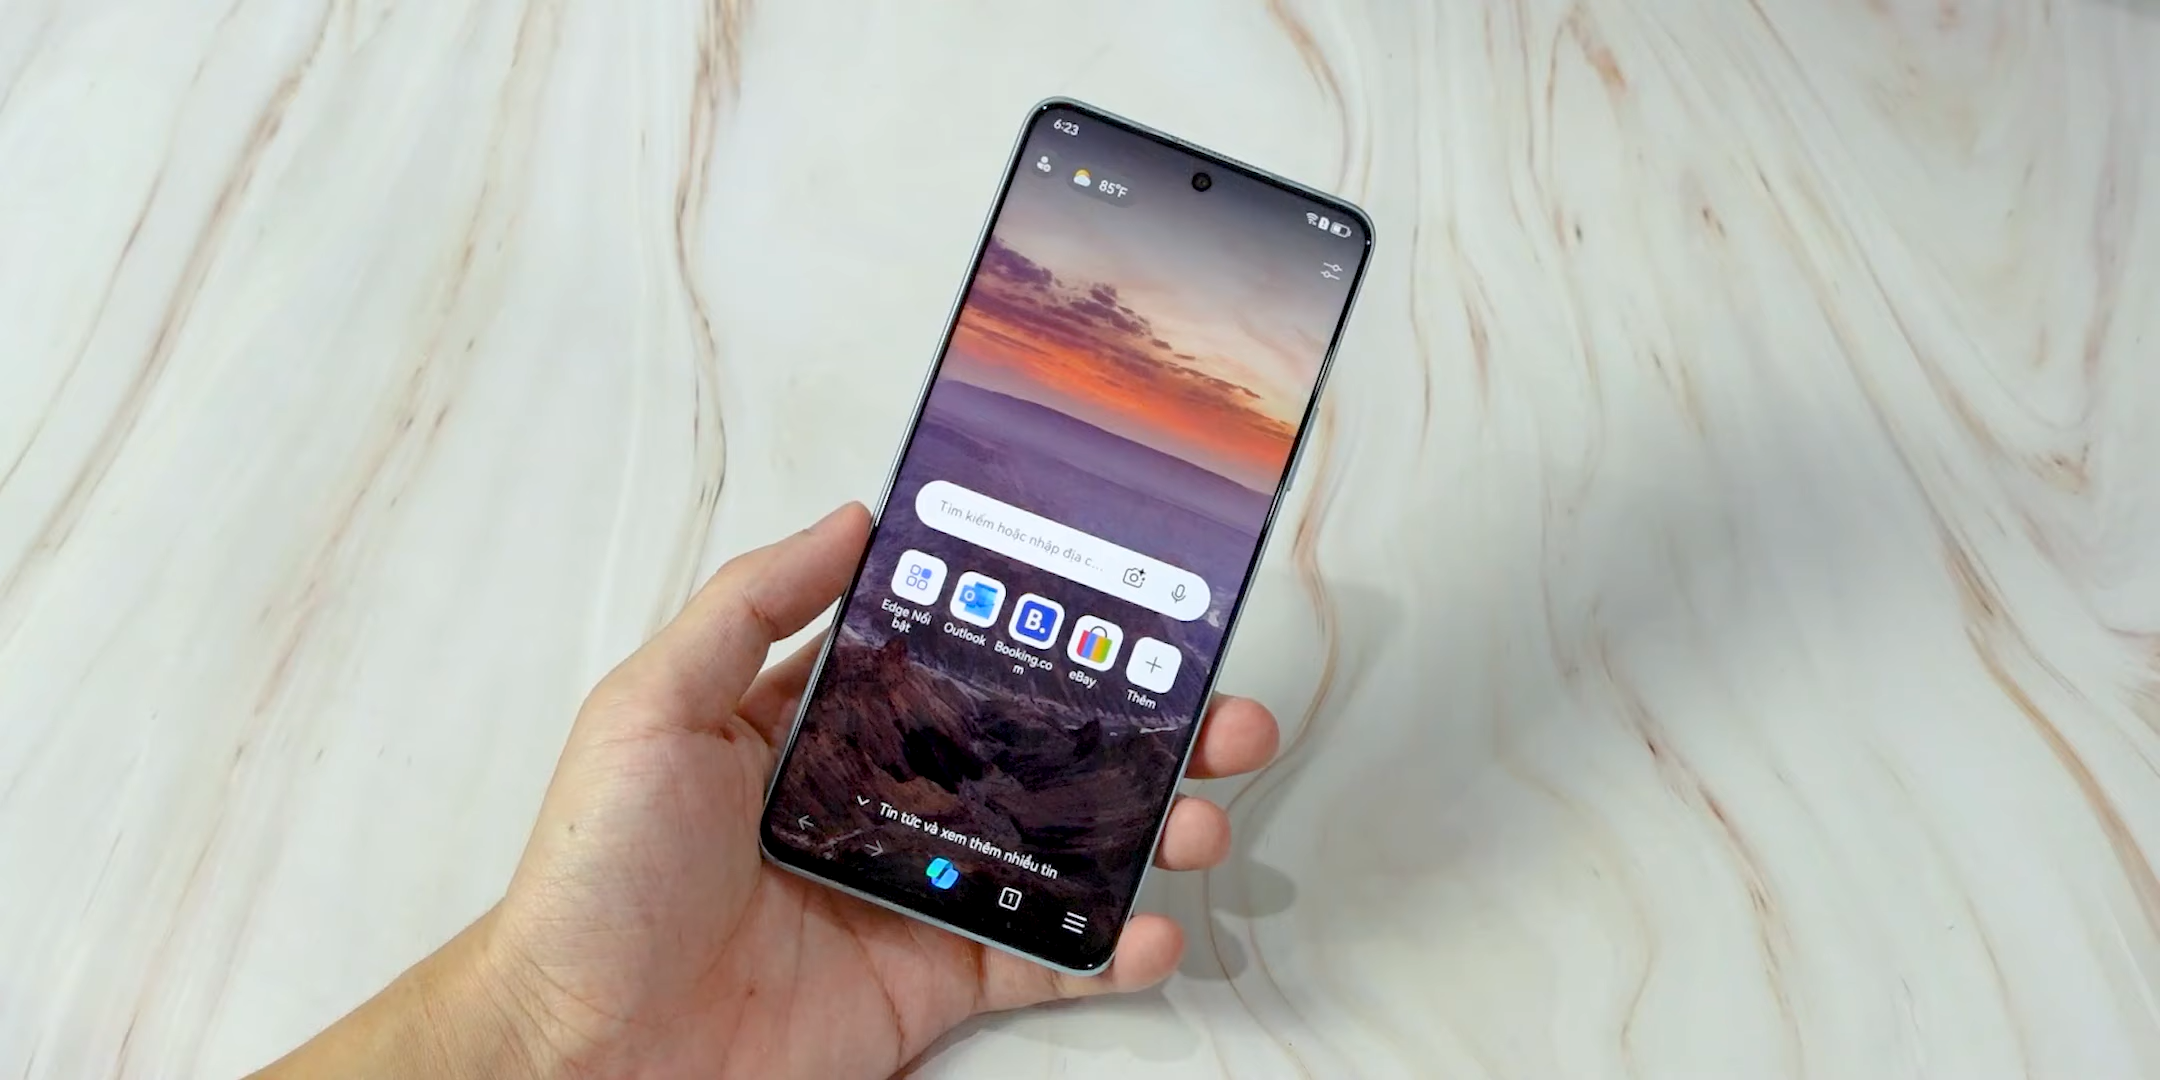 6:23
85°F
Tìm kiếm hoặc nhập địa c...
Edge Nổi
bật
Outlook
Booking.co
m
eBay
Thêm
B.
Tin tức và xem thêm nhiều tin
1